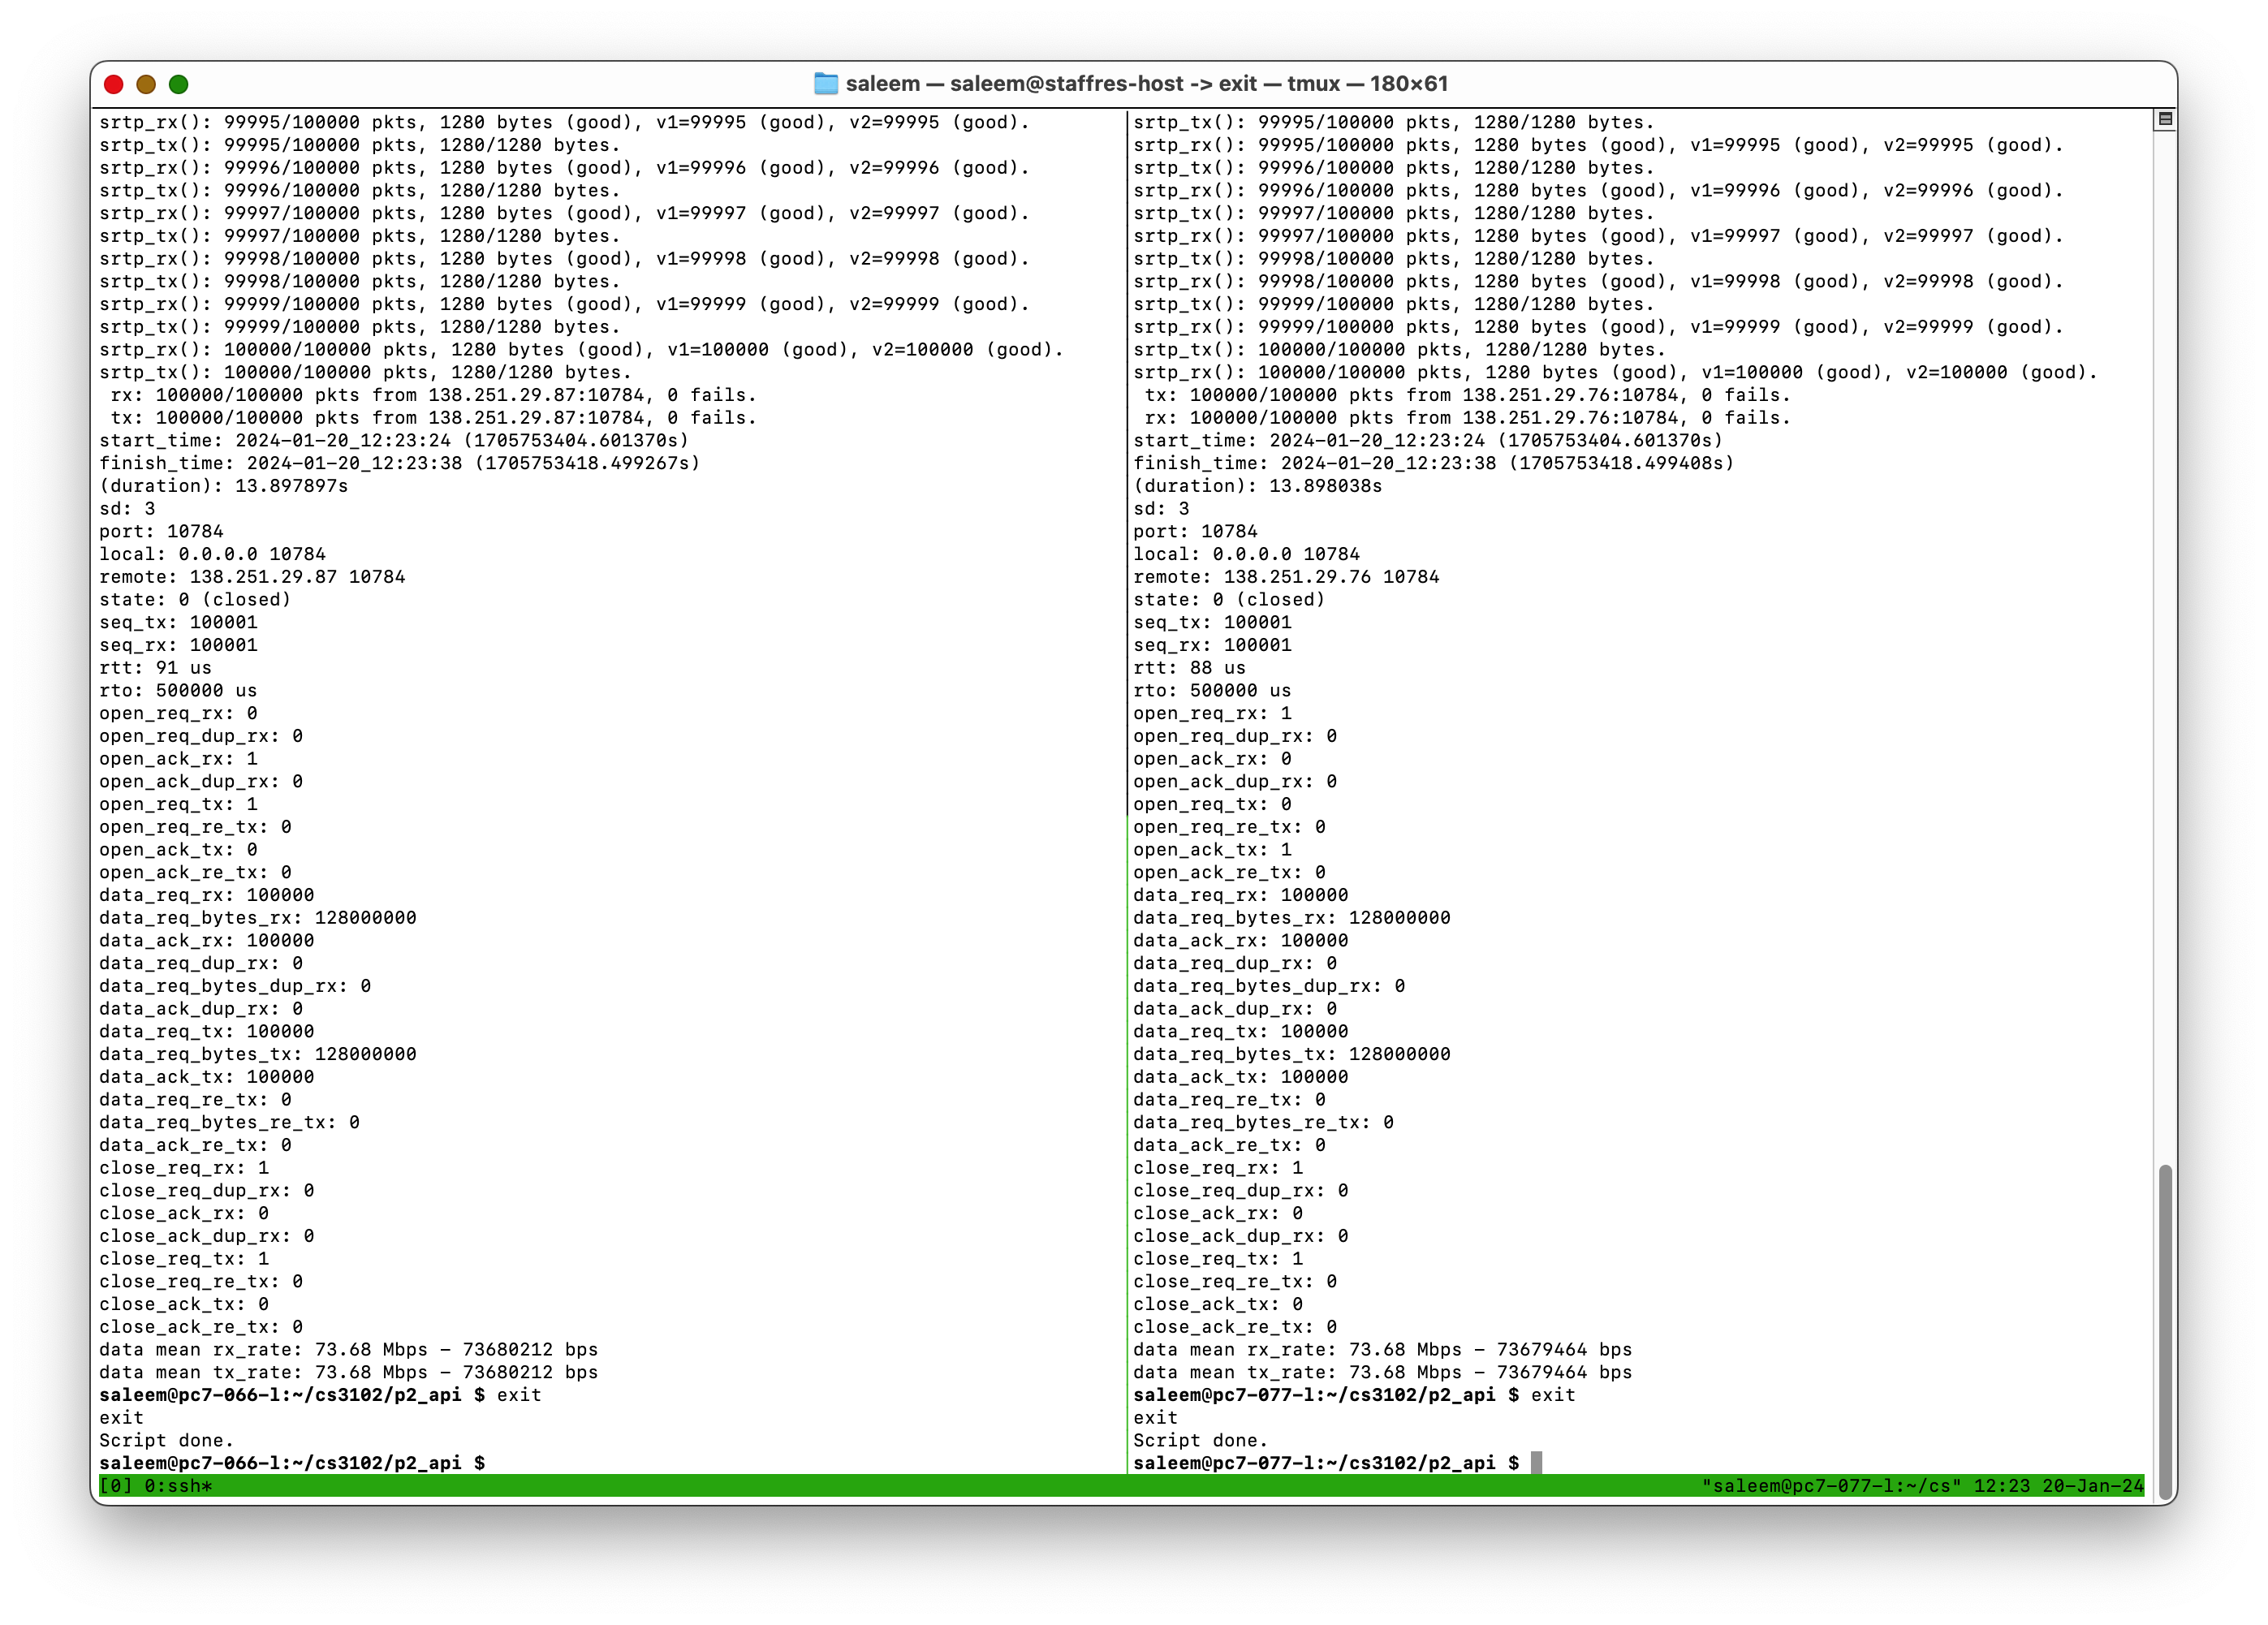 saleem — saleem@staffres-host -> exit — tmux — 180×61
srtp_rx(): 99995/100000 pkts, 1280 bytes (good), v1=99995 (good), v2=99995 (good).
srtp_tx(): 99995/100000 pkts, 1280/1280 bytes.
srtp_rx(): 99996/100000 pkts, 1280 bytes (good), v1=99996 (good), v2=99996 (good).
srtp_tx(): 99996/100000 pkts, 1280/1280 bytes.
srtp_rx(): 99997/100000 pkts, 1280 bytes (good), v1=99997 (good), v2=99997 (good).
srtp_tx(): 99997/100000 pkts, 1280/1280 bytes.
srtp_rx(): 99998/100000 pkts, 1280 bytes (good), v1=99998 (good), v2=99998 (good).
srtp_tx(): 99998/100000 pkts, 1280/1280 bytes.
srtp_rx(): 99999/100000 pkts, 1280 bytes (good), v1=99999 (good), v2=99999 (good).
srtp_tx(): 99999/100000 pkts, 1280/1280 bytes.
srtp_rx(): 100000/100000 pkts, 1280 bytes (good), v1=100000 (good), v2=100000 (good).
srtp_tx(): 100000/100000 pkts, 1280/1280 bytes.
rx: 100000/100000 pkts from 138.251.29.87:10784, 0 fails.
tx: 100000/100000 pkts from 138.251.29.87:10784, 0 fails.
start_time: 2024-01-20_12:23:24 (1705753404.601370s)
finish_time: 2024-01-20_12:23:38 (1705753418.499267s)
(duration): 13.897897s
sd: 3
port: 10784
local: 0.0.0.0 10784
remote: 138.251.29.87 10784
state: 0 (closed)
seq_tx: 100001
seq_rx: 100001
rtt: 91 us
rto: 500000 us
open_req_rx: 0
open_req_dup_rx: 0
open_ack_rx: 1
open_ack_dup_rx: 0
open_req_tx: 1
open_req_re_tx: 0
open_ack_tx: 0
open_ack_re_tx: 0
data_req_rx: 100000
data_req_bytes_rx: 128000000
data_ack_rx: 100000
data_req_dup_rx: 0
data_req_bytes_dup_rx: 0
data_ack_dup_rx: 0
data_req_tx: 100000
data_req_bytes_tx: 128000000
data_ack_tx: 100000
data_req_re_tx: 0
data_req_bytes_re_tx: 0
data_ack_re_tx: 0
close_req_rx: 1
close_req_dup_rx: 0
close_ack_rx: 0
close_ack_dup_rx: 0
close_req_tx: 1
close_req_re_tx: 0
close_ack_tx: 0
close_ack_re_tx: 0
data mean rx_rate: 73.68 Mbps - 73680212 bps
data mean tx_rate: 73.68 Mbps - 73680212 bps
saleem@pc7-066-l:~/cs3102/p2_api $ exit
exit
Script done.
saleem@pc7-066-l:~/cs3102/p2_api $
srtp_tx(): 99995/100000 pkts, 1280/1280 bytes.
srtp_rx(): 99995/100000 pkts, 1280 bytes (good), v1=99995 (good), v2=99995 (good).
srtp_tx(): 99996/100000 pkts, 1280/1280 bytes.
srtp_rx(): 99996/100000 pkts, 1280 bytes (good), v1=99996 (good), v2=99996 (good).
srtp_tx(): 99997/100000 pkts, 1280/1280 bytes.
srtp_rx(): 99997/100000 pkts, 1280 bytes (good), v1=99997 (good), v2=99997 (good).
srtp_tx(): 99998/100000 pkts, 1280/1280 bytes.
srtp_rx(): 99998/100000 pkts, 1280 bytes (good), v1=99998 (good), v2=99998 (good).
srtp_tx(): 99999/100000 pkts, 1280/1280 bytes.
srtp_rx(): 99999/100000 pkts, 1280 bytes (good), v1=99999 (good), v2=99999 (good).
srtp_tx(): 100000/100000 pkts, 1280/1280 bytes.
srtp_rx(): 100000/100000 pkts, 1280 bytes (good), v1=100000 (good), v2=100000 (good).
tx: 100000/100000 pkts from 138.251.29.76:10784, 0 fails.
rx: 100000/100000 pkts from 138.251.29.76:10784, 0 fails.
start_time: 2024-01-20_12:23:24 (1705753404.601370s)
finish_time: 2024-01-20_12:23:38 (1705753418.499408s)
(duration): 13.898038s
sd: 3
port: 10784
local: 0.0.0.0 10784
remote: 138.251.29.76 10784
state: 0 (closed)
seq_tx: 100001
seq_rx: 100001
rtt: 88 us
rto: 500000 us
open_req_rx: 1
open_req_dup_rx: 0
open_ack_rx: 0
open_ack_dup_rx: 0
open_req_tx: 0
open_req_re_tx: 0
open_ack_tx: 1
open_ack_re_tx: 0
data_req_rx: 100000
data_req_bytes_rx: 128000000
data_ack_rx: 100000
data_req_dup_rx: 0
data_req_bytes_dup_rx: 0
data_ack_dup_rx: 0
data_req_tx: 100000
data_req_bytes_tx: 128000000
data_ack_tx: 100000
data_req_re_tx: 0
data_req_bytes_re_tx: 0
data_ack_re_tx: 0
close_req_rx: 1
close_req_dup_rx: 0
close_ack_rx: 0
close_ack_dup_rx: 0
close_req_tx: 1
close_req_re_tx: 0
close_ack_tx: 0
close_ack_re_tx: 0
data mean rx_rate: 73.68 Mbps - 73679464 bps
data mean tx_rate: 73.68 Mbps - 73679464 bps
saleem@pc7-077-l:~/cs3102/p2_api $ exit
exit
Script done.
saleem@pc7-077-l:~/cs3102/p2_api $
[0] 0:ssh* "saleem@pc7-077-l:~/cs" 12:23 20-Jan-24